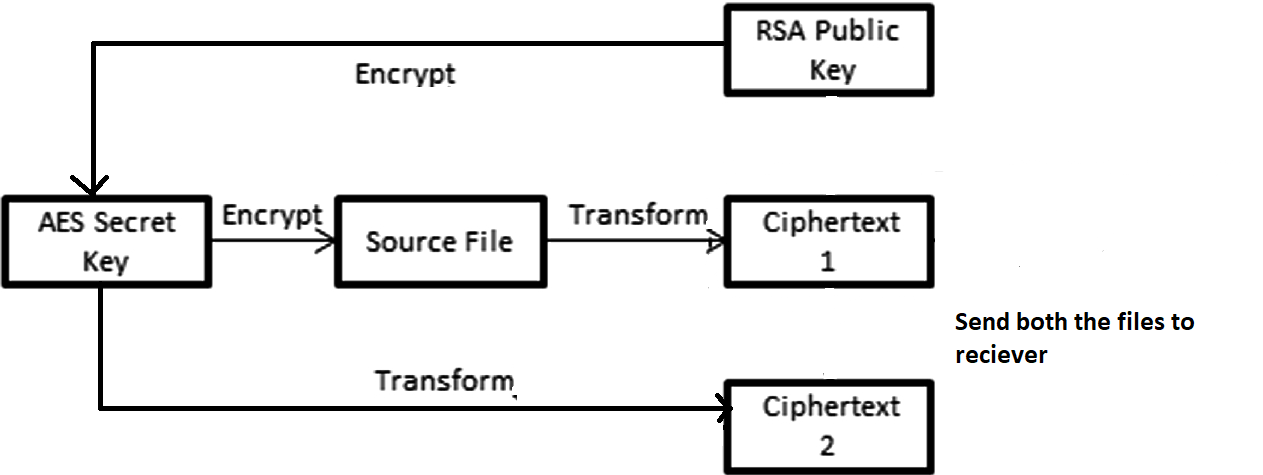 RSA Public
Key
Encrypt
AES Secret
Key
Encrypt
Source File
Transform
Ciphertext
1
Send both the files to
reciever
Transform
Ciphertext
2